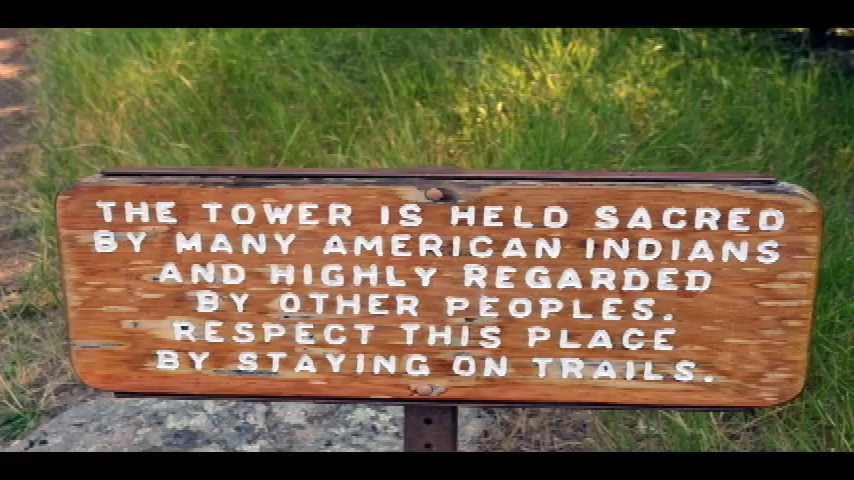 THE TOWER IS HELD SACRED
BY MANY AMERICAN INDIANS
AND HIGHLY REGARDED
BY OTHER PEOPLES.
RESPECT THIS PLACE
BY STAYING ON TRAILS.